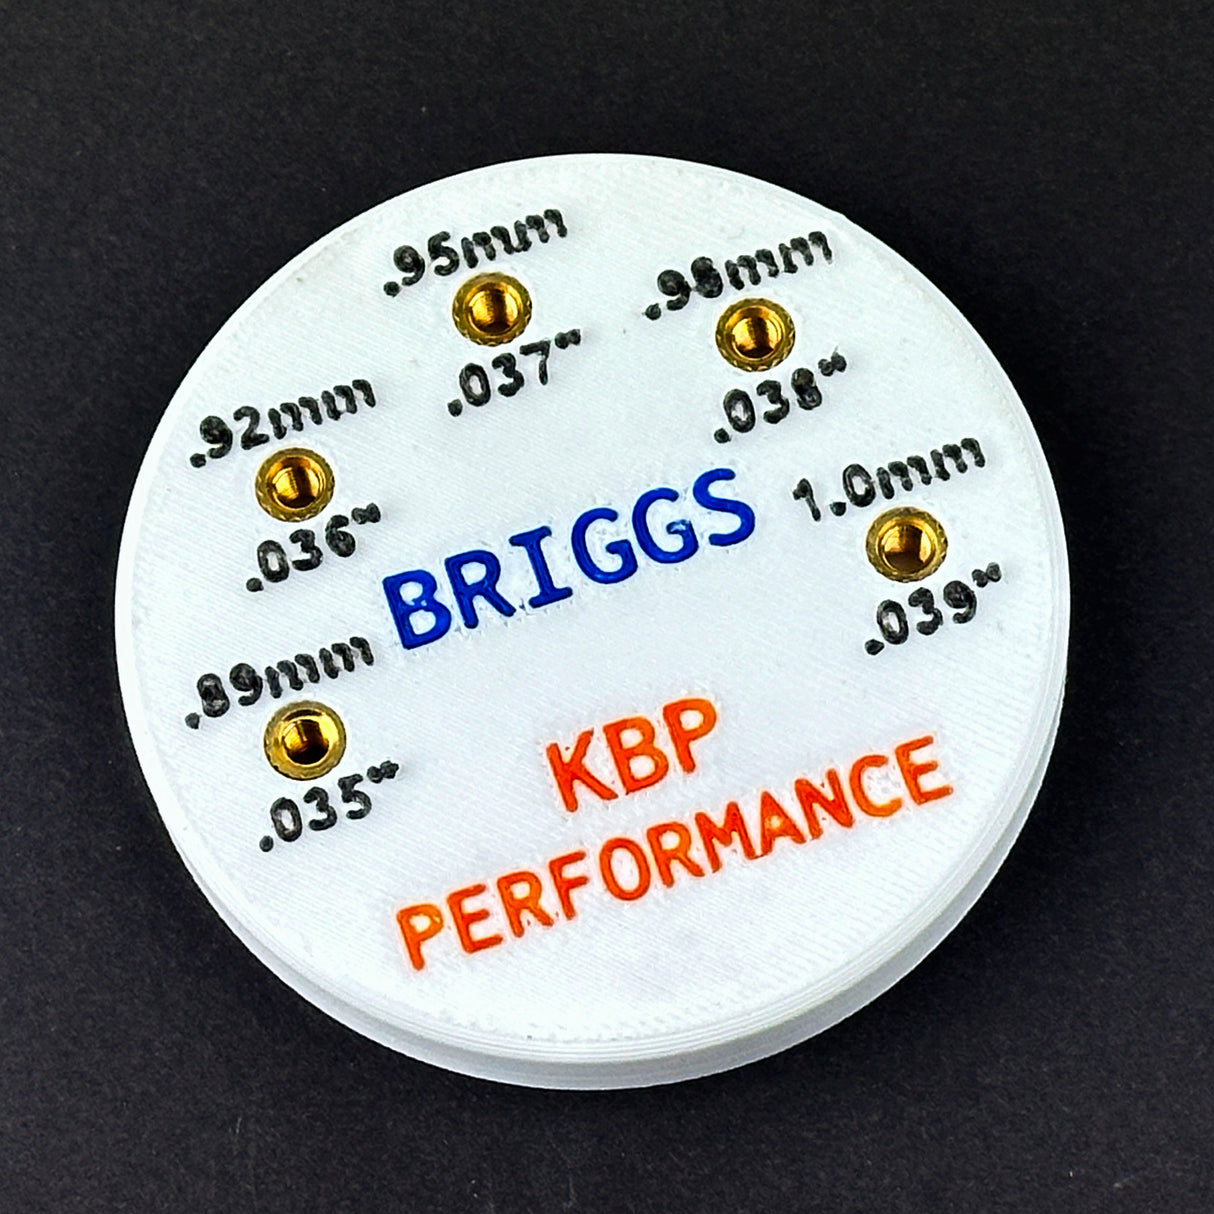 .95mm
.037"
.98mm
.038"
.92mm
.036"
1.0mm
.039"
BRIGGS
.89mm
.035"
KBP
PERFORMANCE